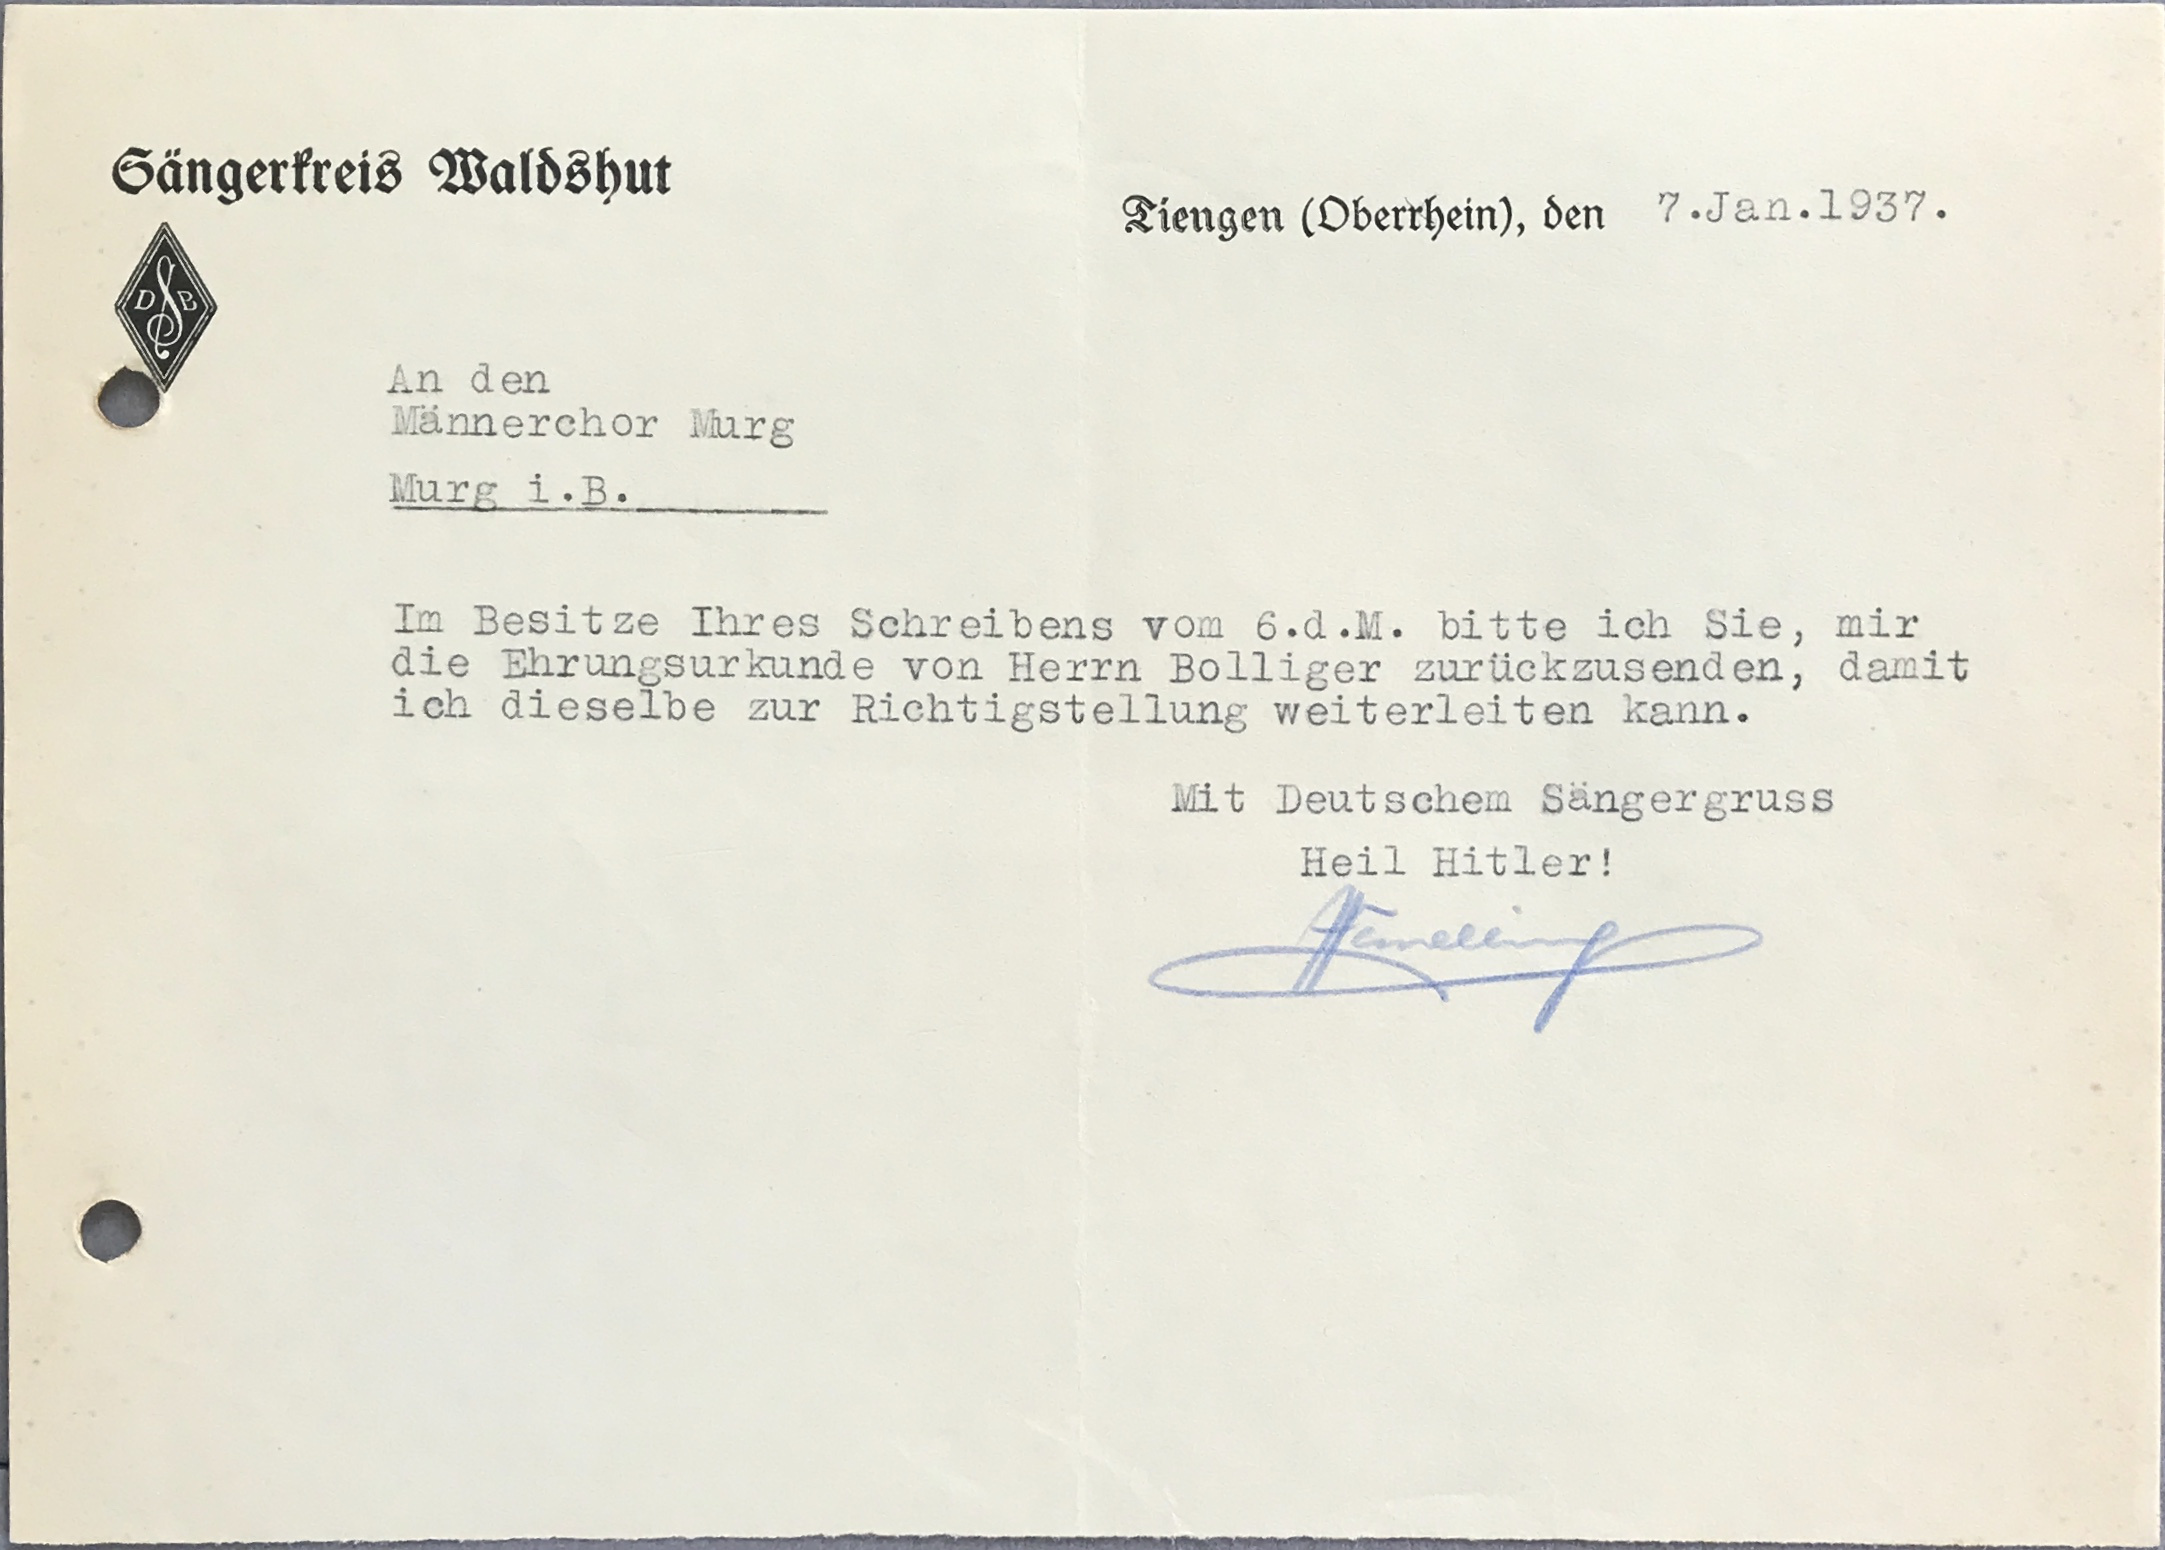 Sängerkreis Waldshut
Tiengen (Oberrhein), den 7.Jan.1937.
DSB
An den
Männerchor Murg
Murg i.B.
Im Besitze Ihres Schreibens vom 6.d.M. bitte ich Sie, mir
die Ehrungsurkunde von Herrn Bolliger zurückzusenden, damit
ich dieselbe zur Richtigstellung weiterleiten kann.
Mit Deutschem Sängergruss
Heil Hitler!